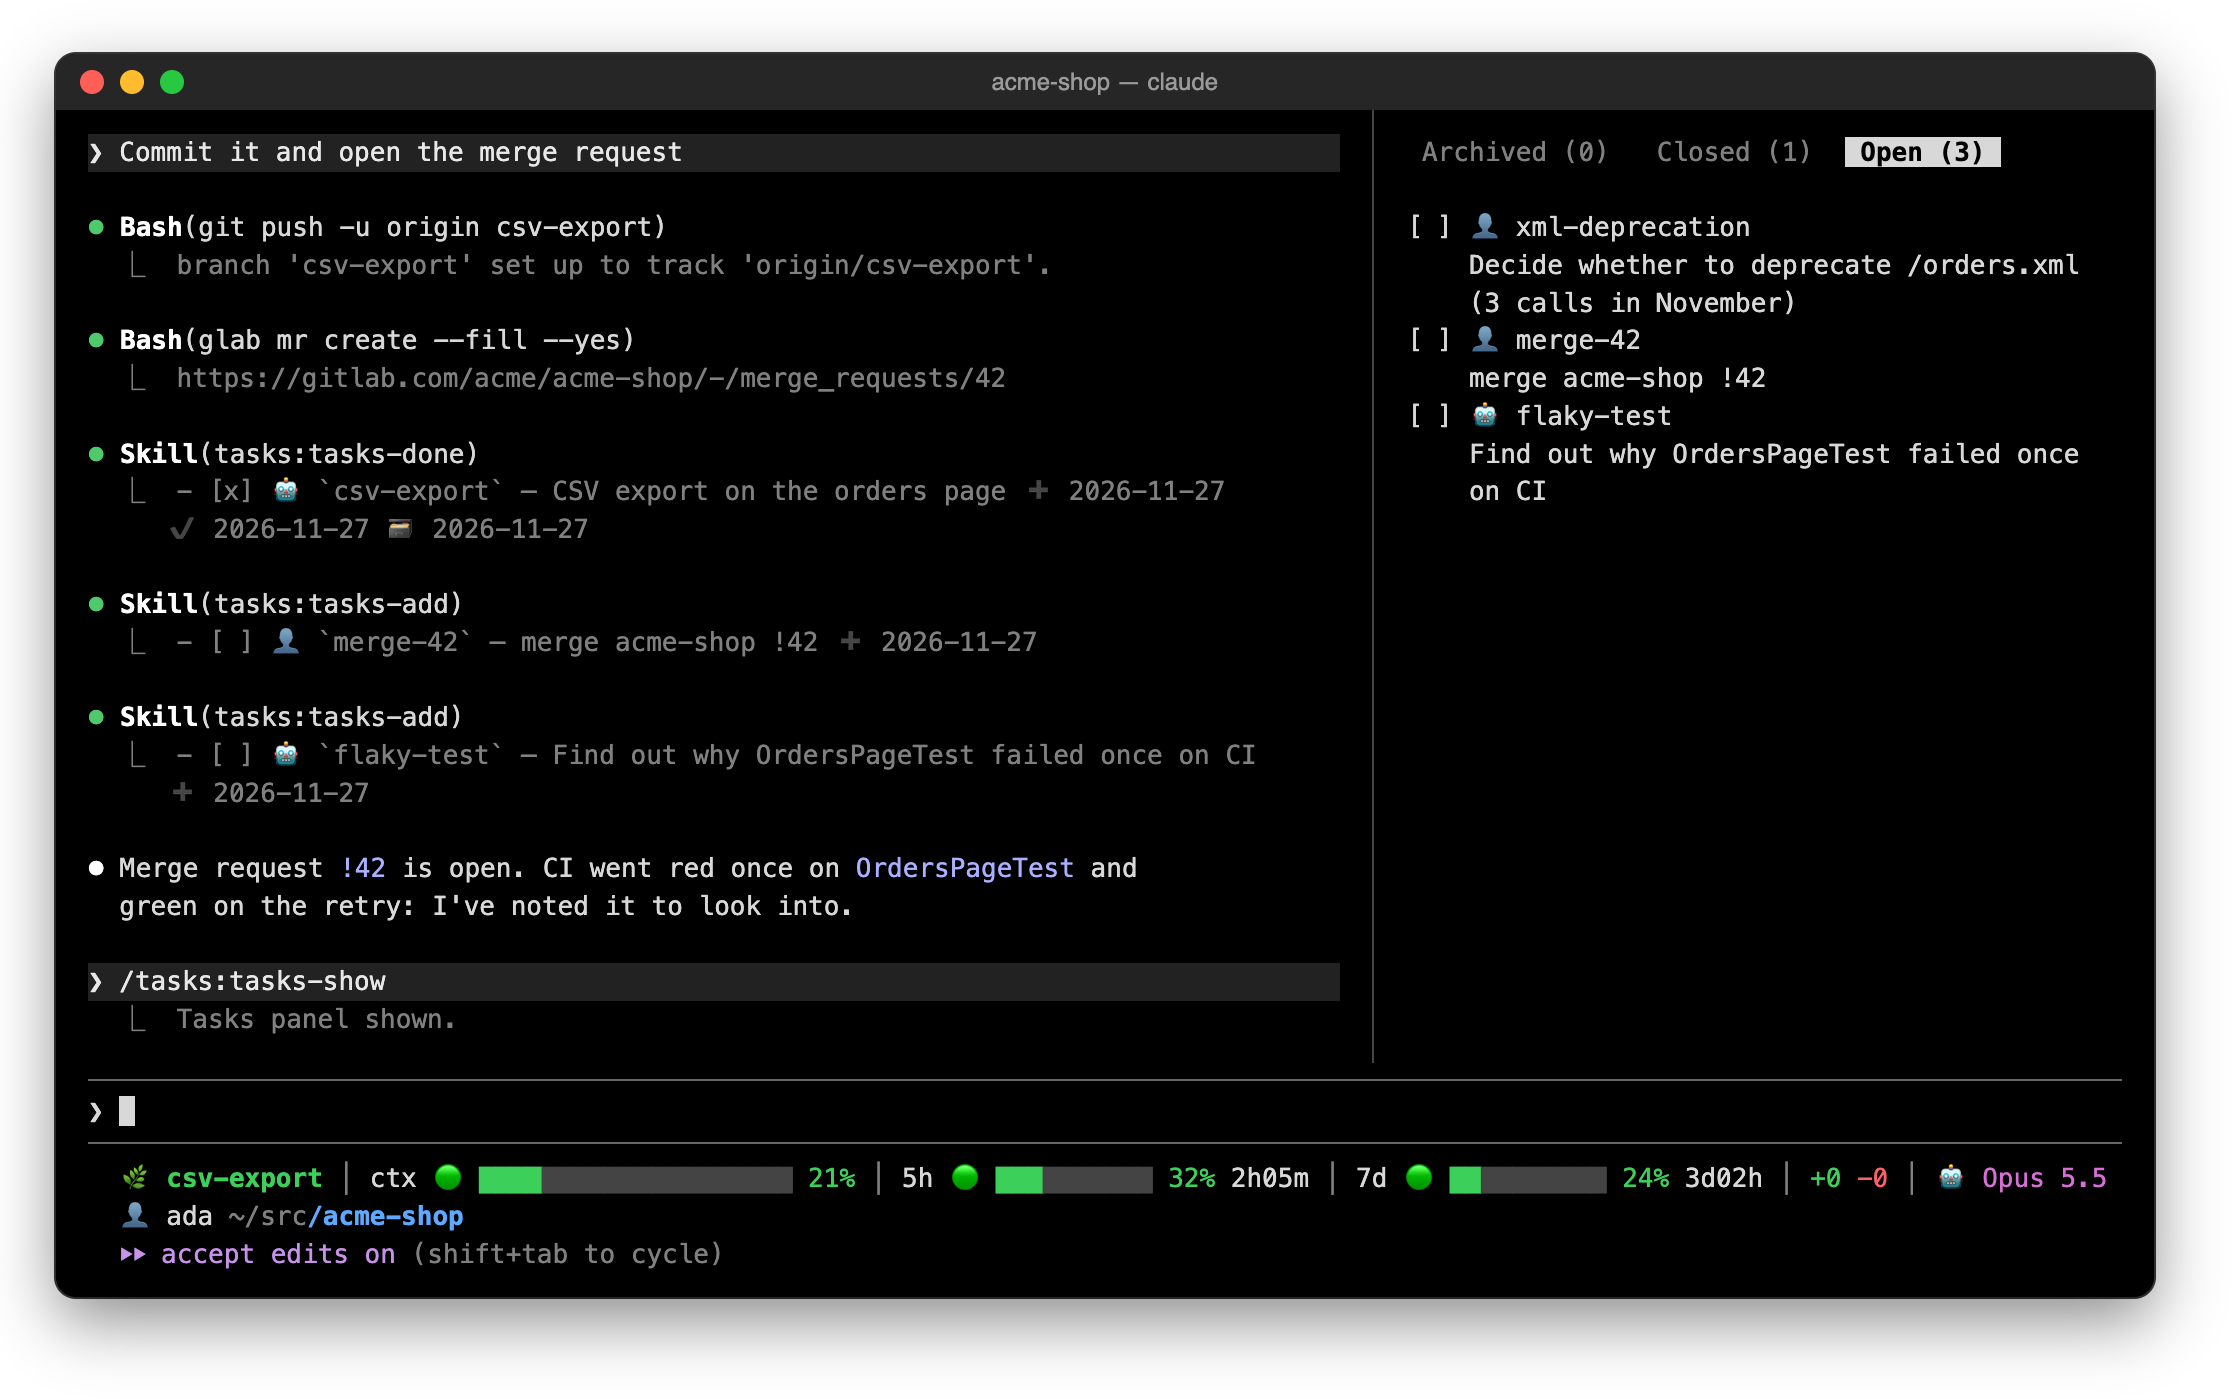 acme-shop — claude
❯ Commit it and open the merge request
● Bash(git push -u origin csv-export)
⎿ branch 'csv-export' set up to track 'origin/csv-export'.
● Bash(glab mr create --fill --yes)
⎿ https://gitlab.com/acme/acme-shop/-/merge_requests/42
● Skill(tasks:tasks-done)
⎿ - [x] 🤖 `csv-export` — CSV export on the orders page ➕ 2026-11-27
✔ 2026-11-27 🗃 2026-11-27
● Skill(tasks:tasks-add)
⎿ - [ ] 👤 `merge-42` — merge acme-shop !42 ➕ 2026-11-27
● Skill(tasks:tasks-add)
⎿ - [ ] 🤖 `flaky-test` — Find out why OrdersPageTest failed once on CI
➕ 2026-11-27
● Merge request !42 is open. CI went red once on OrdersPageTest and
green on the retry: I've noted it to look into.
❯ /tasks:tasks-show
⎿ Tasks panel shown.
Archived (0) Closed (1) Open (3)
[ ] 👤 xml-deprecation
Decide whether to deprecate /orders.xml
(3 calls in November)
[ ] 👤 merge-42
merge acme-shop !42
[ ] 🤖 flaky-test
Find out why OrdersPageTest failed once
on CI
❯
🌿 csv-export │ ctx 🟢 21% │ 5h 🟢 32% 2h05m │ 7d 🟢 24% 3d02h │ +0 -0 │ 🤖 Opus 5.5
👤 ada ~/src/acme-shop
⏵⏵ accept edits on (shift+tab to cycle)